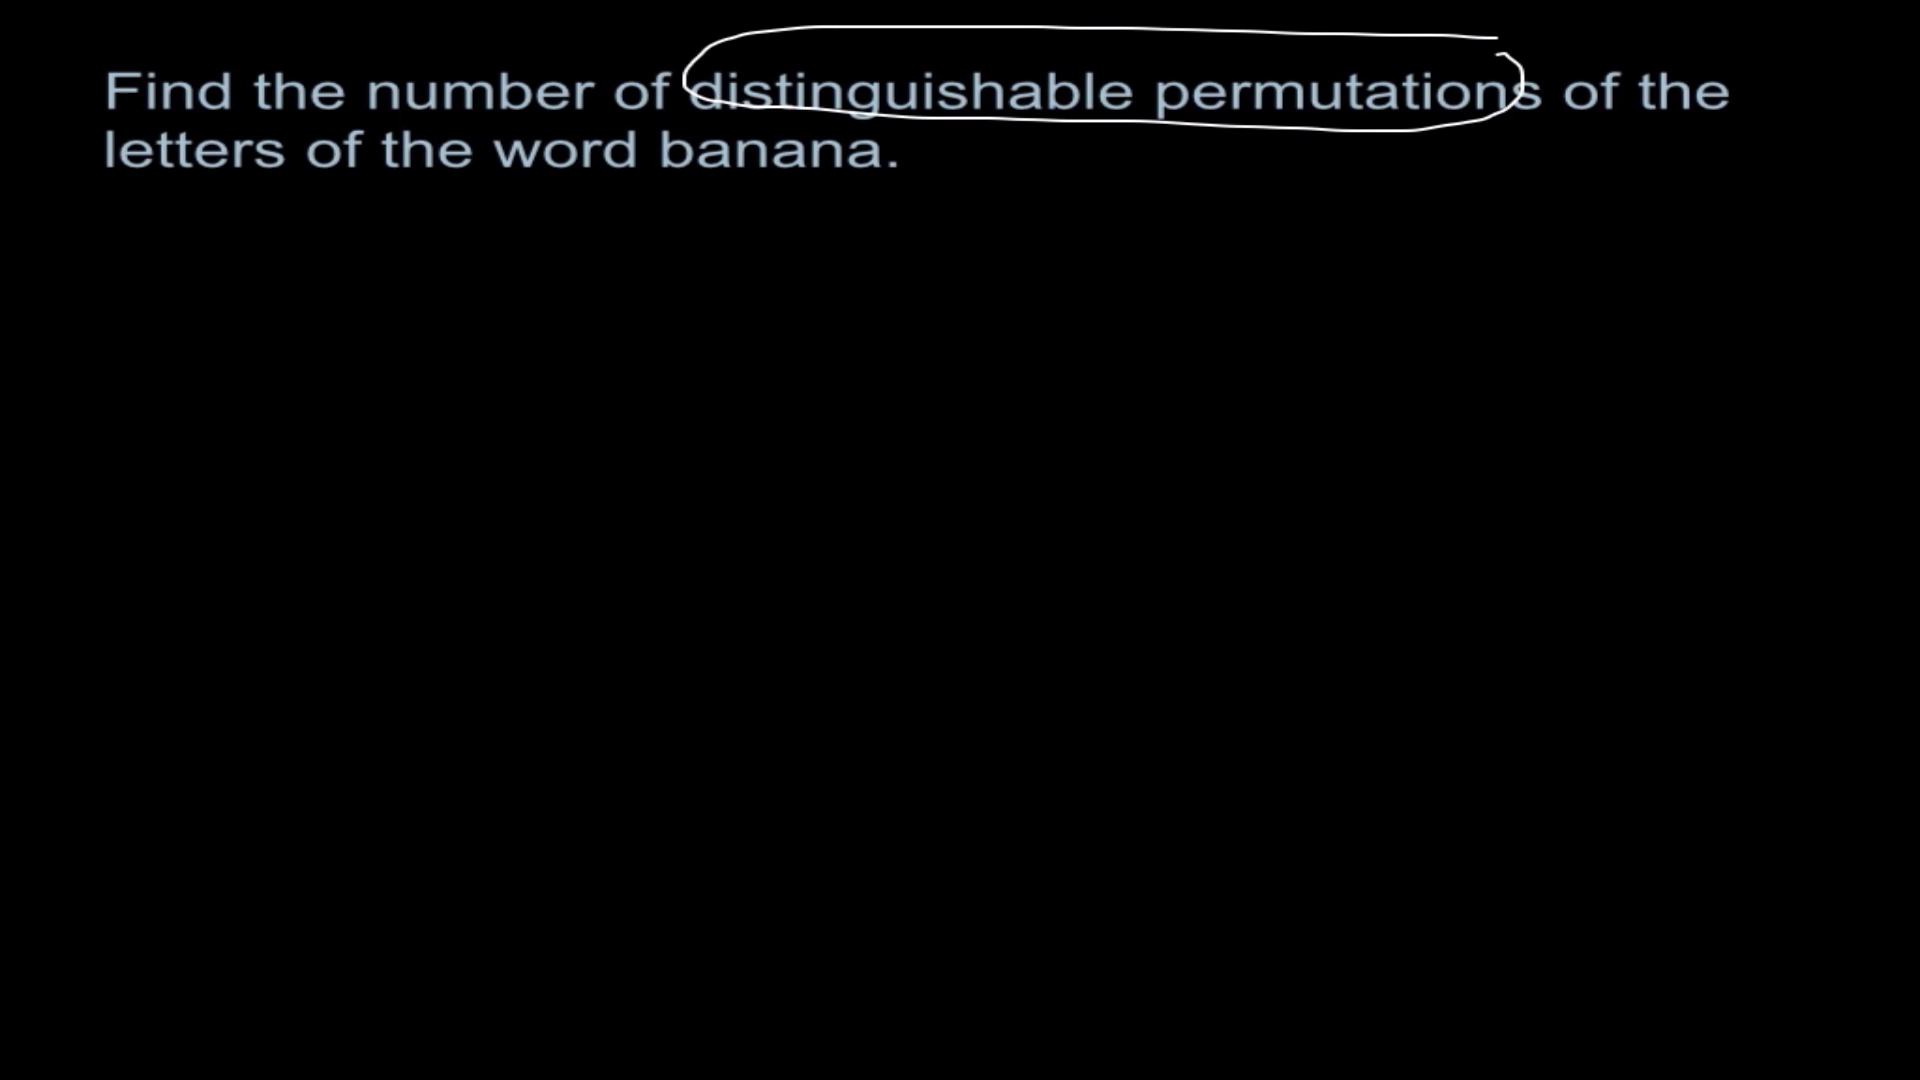 Find the number of distinguishable permutations of the
letters of the word banana.